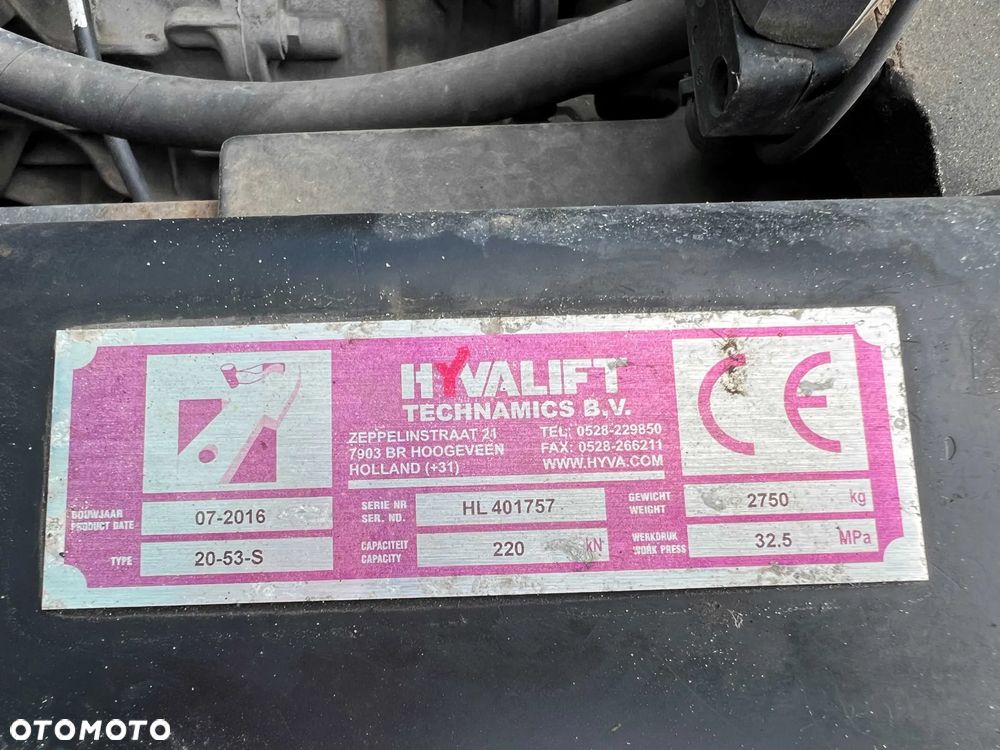 HYVALIFT
TECHNAMICS B.V.
ZEPPELINSTRAAT 21
7903 BR HOOGEVEEN
HOLLAND (+31)
TEL; 0528-229850
FAX: 0528-266211
WWW.HYVA.COM
CE
BOUWJAAR
PRODUCT DATE
07-2016
SERIE NR
SER. NO.
HL 401757
GEWICHT
WEIGHT
2750 kg
TYPE
20-53-S
CAPACITEIT
CAPACITY
220 kN
WERKDRUK
WORK PRESS
32.5 MPa
OTOMOTO